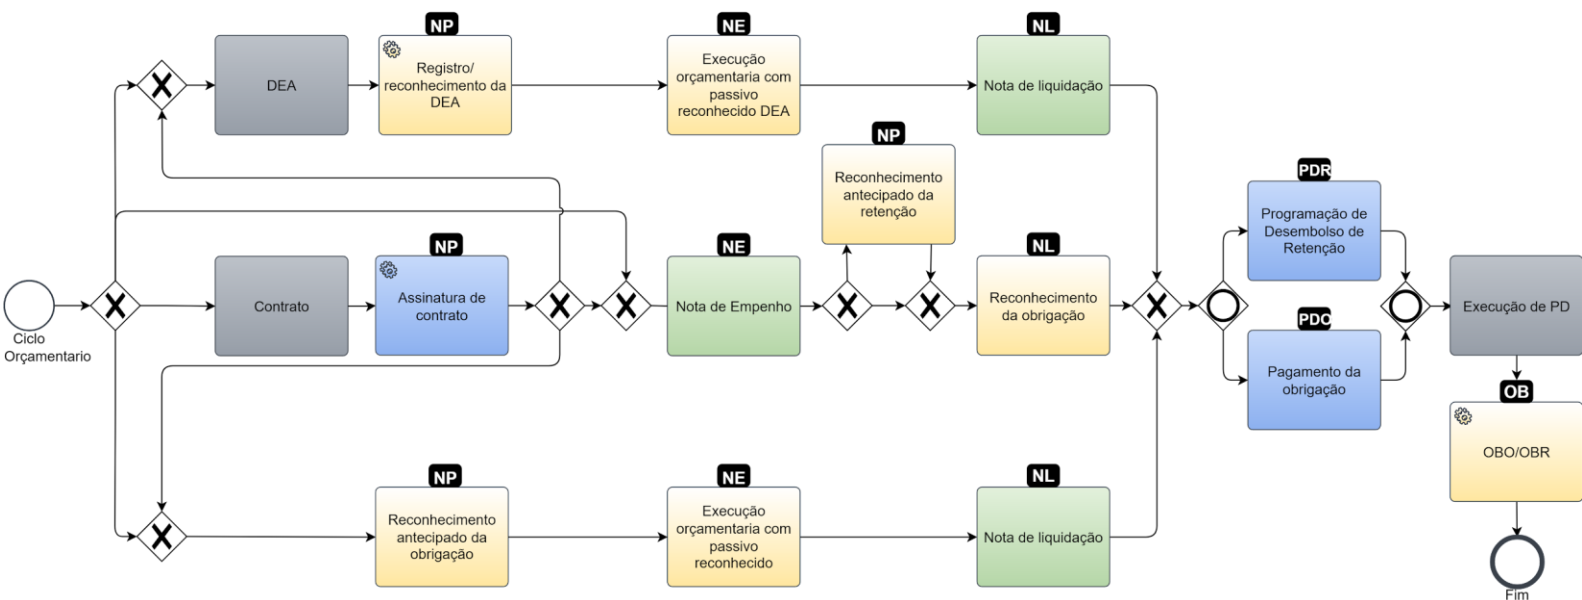 NP
NE
NL
DEA
Registro/
reconhecimento da
DEA
Execução
orçamentaria com
passivo
reconhecido DEA
Nota de liquidação
NP
Reconhecimento
antecipado da
retenção
PDR
Programação de
Desembolso de
Retenção
NP
NE
NL
Ciclo
Orçamentario
Contrato
Assinatura de
contrato
Nota de Empenho
Reconhecimento
da obrigação
Execução de PD
PDO
Pagamento da
obrigação
OB
OBO/OBR
NP
NE
NL
Reconhecimento
antecipado da
obrigação
Execução
orçamentaria com
passivo
reconhecido
Nota de liquidação
Fim